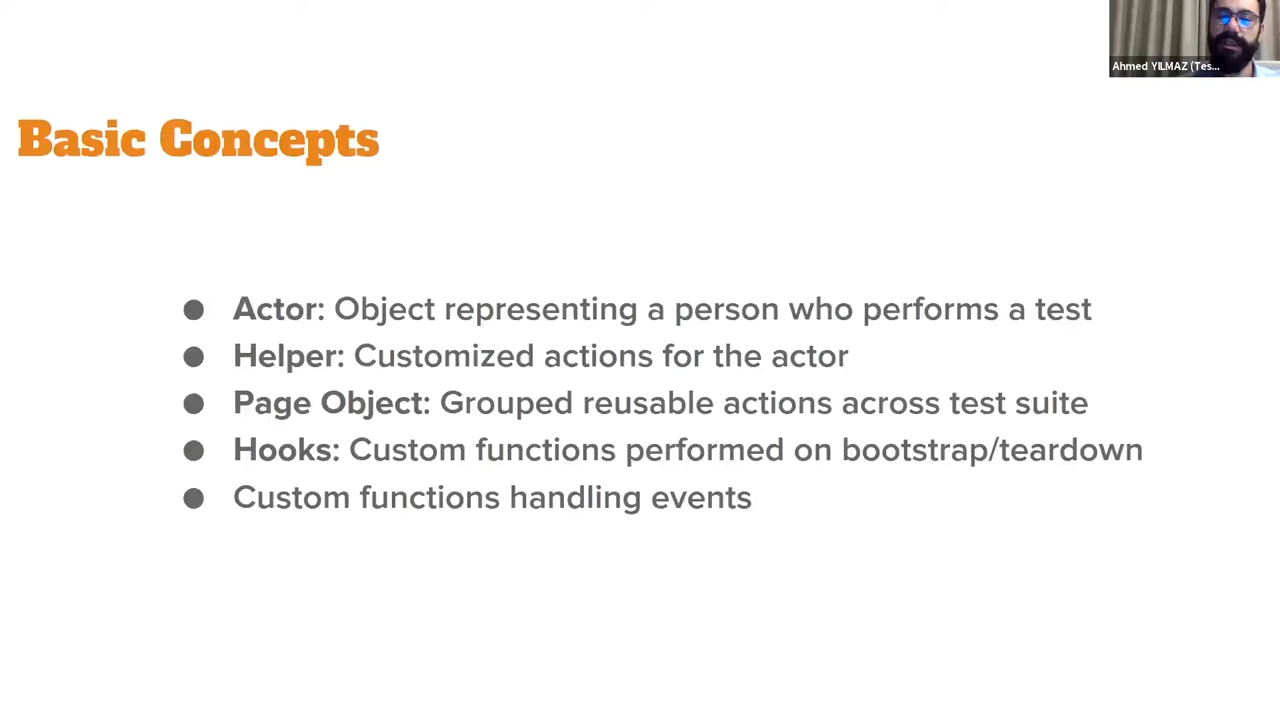 Ahmed YILMAZ (Tes...
Basic Concepts
● Actor: Object representing a person who performs a test
● Helper: Customized actions for the actor
● Page Object: Grouped reusable actions across test suite
● Hooks: Custom functions performed on bootstrap/teardown
● Custom functions handling events